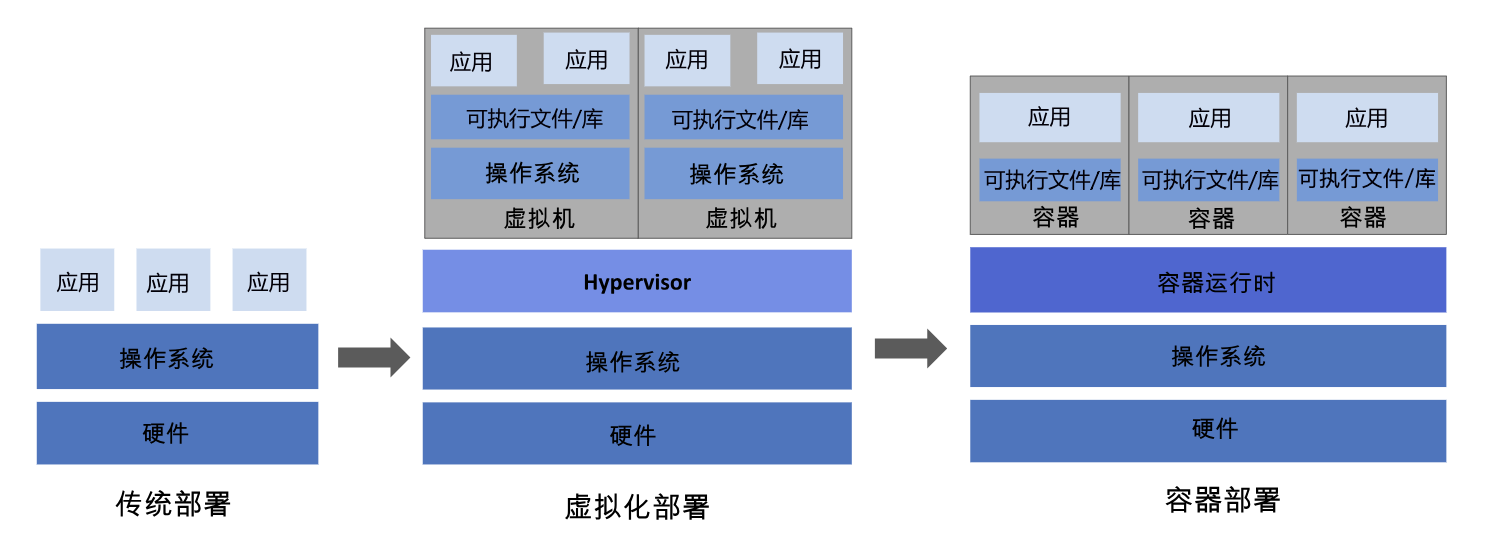 应用
应用
应用
操作系统
硬件
传统部署
应用
应用
可执行文件/库
操作系统
虚拟机
应用
应用
可执行文件/库
操作系统
虚拟机
Hypervisor
操作系统
硬件
虚拟化部署
应用
可执行文件/库
容器
应用
可执行文件/库
容器
应用
可执行文件/库
容器
容器运行时
操作系统
硬件
容器部署